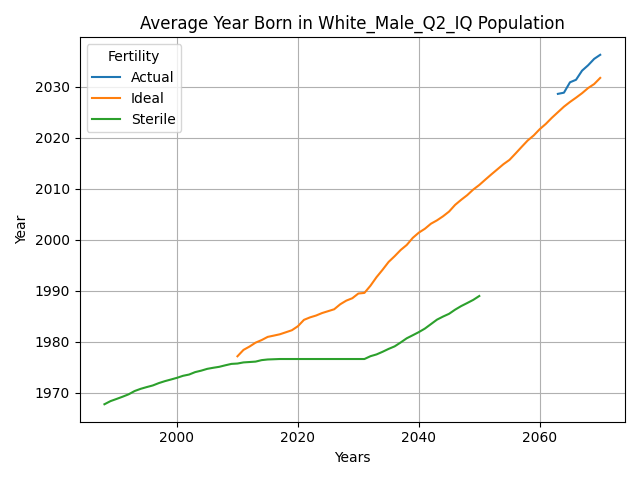 Average Year Born in White_Male_Q2_IQ Population
Fertility
Actual
Ideal
Sterile
Year
2030
2020
2010
2000
1990
1980
1970
2000 2020 2040 2060
Years